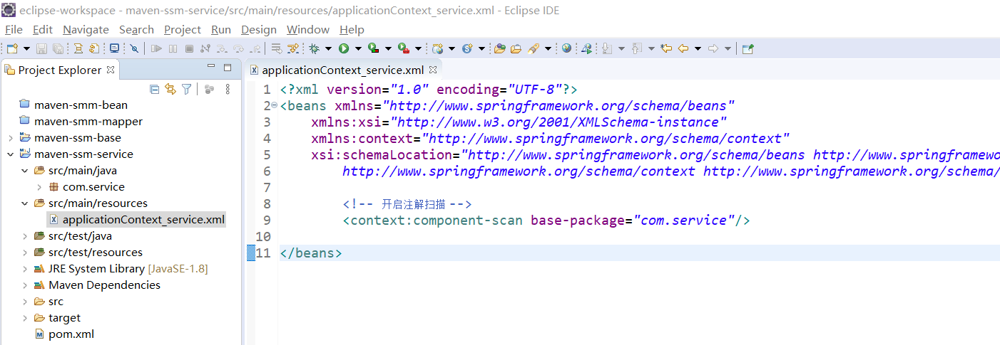 eclipse-workspace - maven-ssm-service/src/main/resources/applicationContext_service.xml - Eclipse IDE
File Edit Navigate Search Project Run Design Window Help
Project Explorer
maven-smm-bean
maven-smm-mapper
maven-ssm-base
maven-ssm-service
src/main/java
com.service
src/main/resources
applicationContext_service.xml
src/test/java
src/test/resources
JRE System Library [JavaSE-1.8]
Maven Dependencies
src
target
pom.xml
applicationContext_service.xml
1 <?xml version="1.0" encoding="UTF-8"?>
2 <beans xmlns="http://www.springframework.org/schema/beans"
3 xmlns:xsi="http://www.w3.org/2001/XMLSchema-instance"
4 xmlns:context="http://www.springframework.org/schema/context"
5 xsi:schemaLocation="http://www.springframework.org/schema/beans http://www.springframewo
6 http://www.springframework.org/schema/context http://www.springframework.org/schema/
7
8 <!-- 开启注解扫描 -->
9 <context:component-scan base-package="com.service"/>
10
11 </beans>